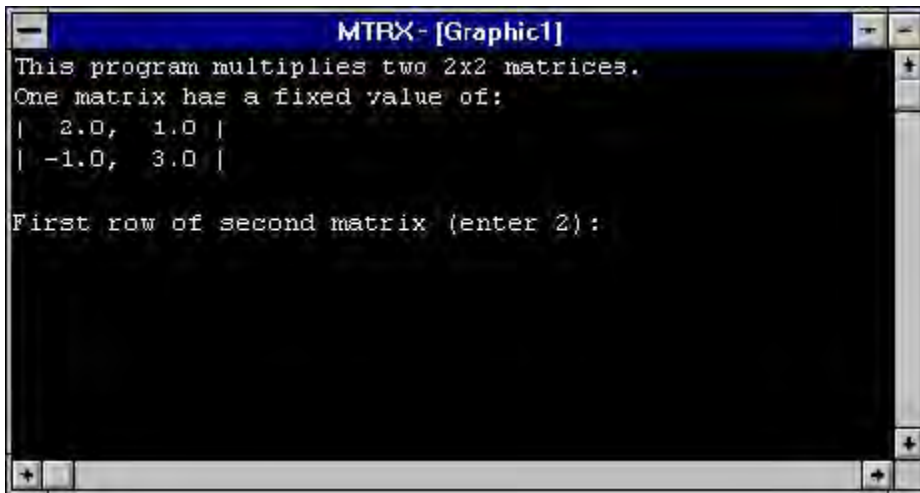 MTRX - [Graphic1]
This program multiplies two 2x2 matrices.
One matrix has a fixed value of:
|  2.0,  1.0 |
| -1.0,  3.0 |
First row of second matrix (enter 2):